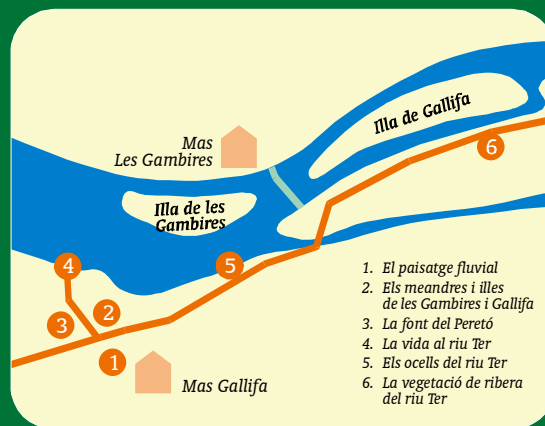 Illa de Gallifa
Mas
Les Gambires
6
Illa de les
Gambires
4
5
1. El paisatge fluvial
2. Els meandres i illes
de les Gambires i Gallifa
3. La font del Peretó
4. La vida al riu Ter
5. Els ocells del riu Ter
6. La vegetació de ribera
del riu Ter
2
3
1
Mas Gallifa